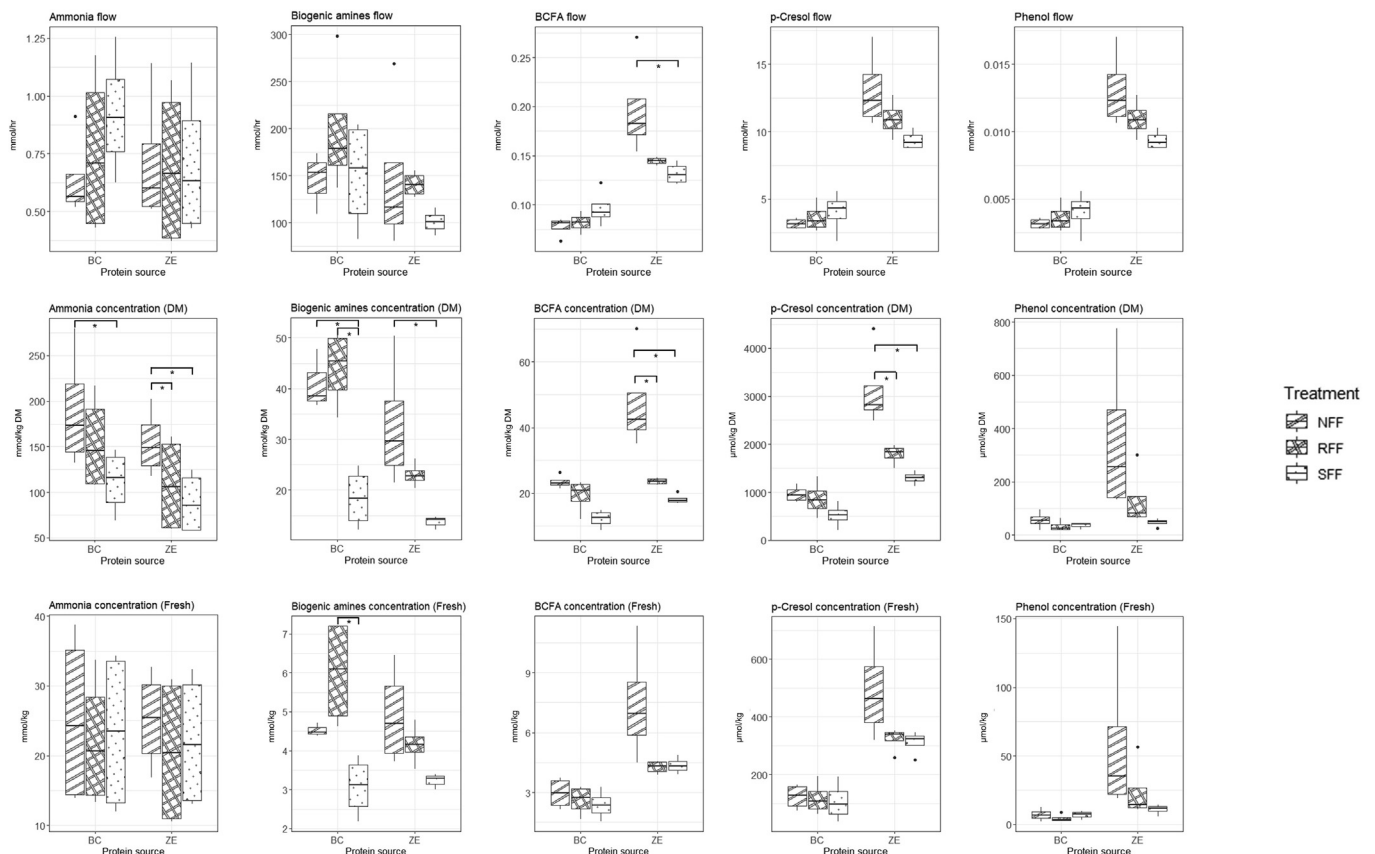 Ammonia flow
1.25
1.00
0.75
0.50
mmol/hr
BC ZE
Protein source
Biogenic amines flow
300
250
200
150
100
mmol/hr
BC ZE
Protein source
BCFA flow
0.25
0.20
0.15
0.10
mmol/hr
*
BC ZE
Protein source
p-Cresol flow
15
10
5
mmol/hr
BC ZE
Protein source
Phenol flow
0.015
0.010
0.005
mmol/hr
BC ZE
Protein source
Ammonia concentration (DM)
250
200
150
100
50
mmol/kg DM
*
*
*
BC ZE
Protein source
Biogenic amines concentration (DM)
50
40
30
20
mmol/kg DM
*
*
*
BC ZE
Protein source
BCFA concentration (DM)
60
40
20
mmol/kg DM
*
*
BC ZE
Protein source
p-Cresol concentration (DM)
4000
3000
2000
1000
0
µmol/kg DM
*
*
BC ZE
Protein source
Phenol concentration (DM)
800
600
400
200
0
µmol/kg DM
BC ZE
Protein source
Treatment
NFF
RFF
SFF
Ammonia concentration (Fresh)
40
30
20
10
mmol/kg
BC ZE
Protein source
Biogenic amines concentration (Fresh)
7
6
5
4
3
2
mmol/kg
*
BC ZE
Protein source
BCFA concentration (Fresh)
9
6
3
mmol/kg
BC ZE
Protein source
p-Cresol concentration (Fresh)
600
400
200
µmol/kg
BC ZE
Protein source
Phenol concentration (Fresh)
150
100
50
0
µmol/kg
BC ZE
Protein source